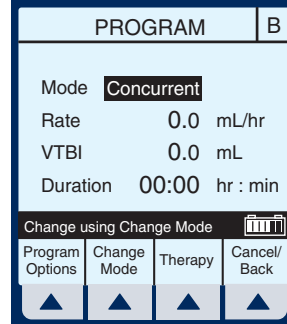 PROGRAM B
Mode Concurrent
Rate 0.0 mL/hr
VTBI 0.0 mL
Duration 00:00 hr : min
Change using Change Mode
Program Options Change Mode Therapy Cancel/ Back